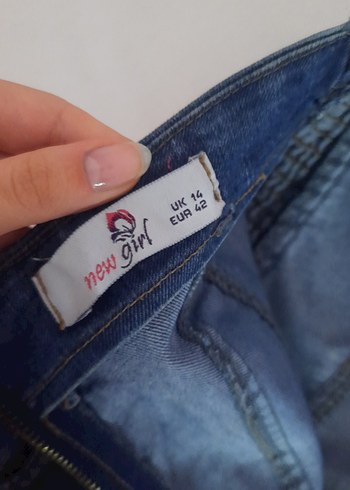 new girl
UK 14
EUR 42